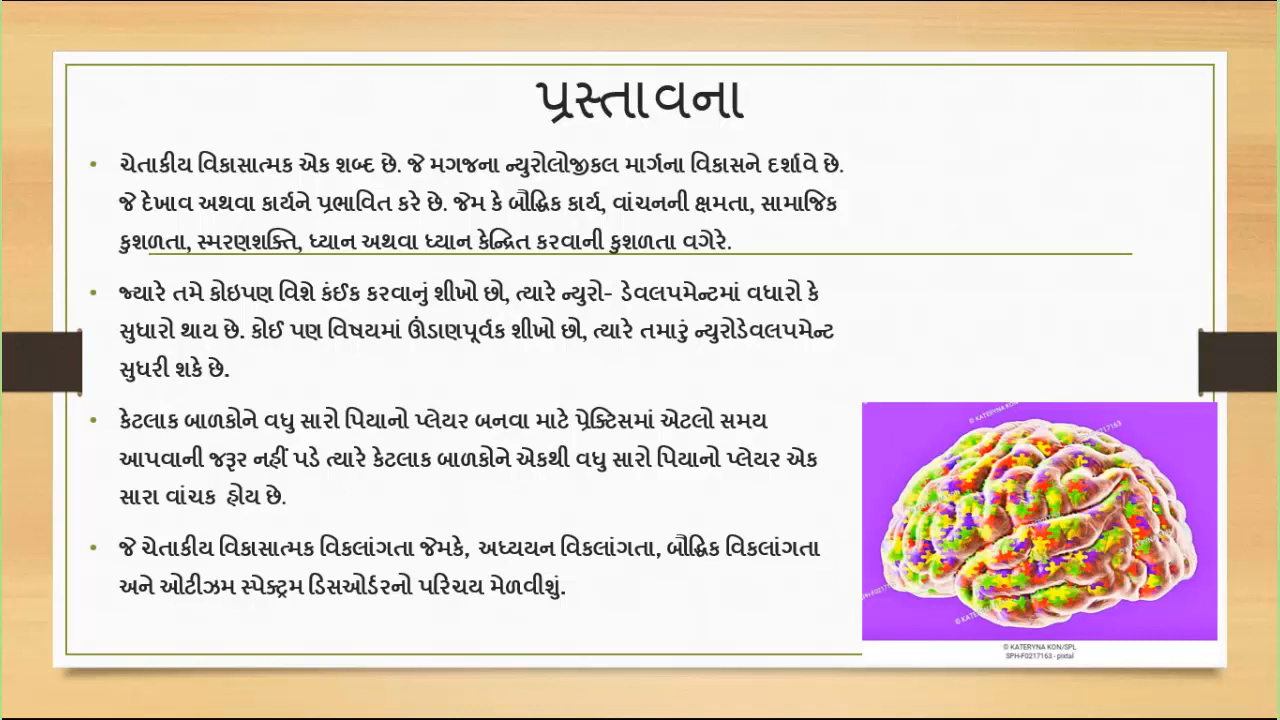 પ્રસ્તાવના
• ચેતાકીય વિકાસાત્મક એક શબ્દ છે. જે મગજના ન્યુરોલોજીકલ માર્ગના વિકાસને દર્શાવે છે.
જે દેખાવ અથવા કાર્યને પ્રભાવિત કરે છે. જેમ કે બૌદ્ધિક કાર્ય, વાંચનની ક્ષમતા, સામાજિક
કુશળતા, સ્મરણશક્તિ, ધ્યાન અથવા ધ્યાન કેન્દ્રિત કરવાની કુશળતા વગેરે.
• જ્યારે તમે કોઇપણ વિશે કંઈક કરવાનું શીખો છો, ત્યારે ન્યુરો- ડેવલપમેન્ટમાં વધારો કે
સુધારો થાય છે. કોઈ પણ વિષયમાં ઊંડાણપૂર્વક શીખો છો, ત્યારે તમારું ન્યુરોડેવલપમેન્ટ
સુધરી શકે છે.
• કેટલાક બાળકોને વધુ સારો પિયાનો પ્લેયર બનવા માટે પ્રેક્ટિસમાં એટલો સમય
આપવાની જરૂર નહીં પડે ત્યારે કેટલાક બાળકોને એકથી વધુ સારો પિયાનો પ્લેયર એક
સારા વાંચક હોય છે.
• જે ચેતાકીય વિકાસાત્મક વિકલાંગતા જેમકે, અધ્યયન વિકલાંગતા, બૌદ્ધિક વિકલાંગતા
અને ઓટીઝમ સ્પેક્ટ્રમ ડિસઓર્ડરનો પરિચય મેળવીશું.
© KATERYNA KON/SPL
SPH-F0217163 - pixtal